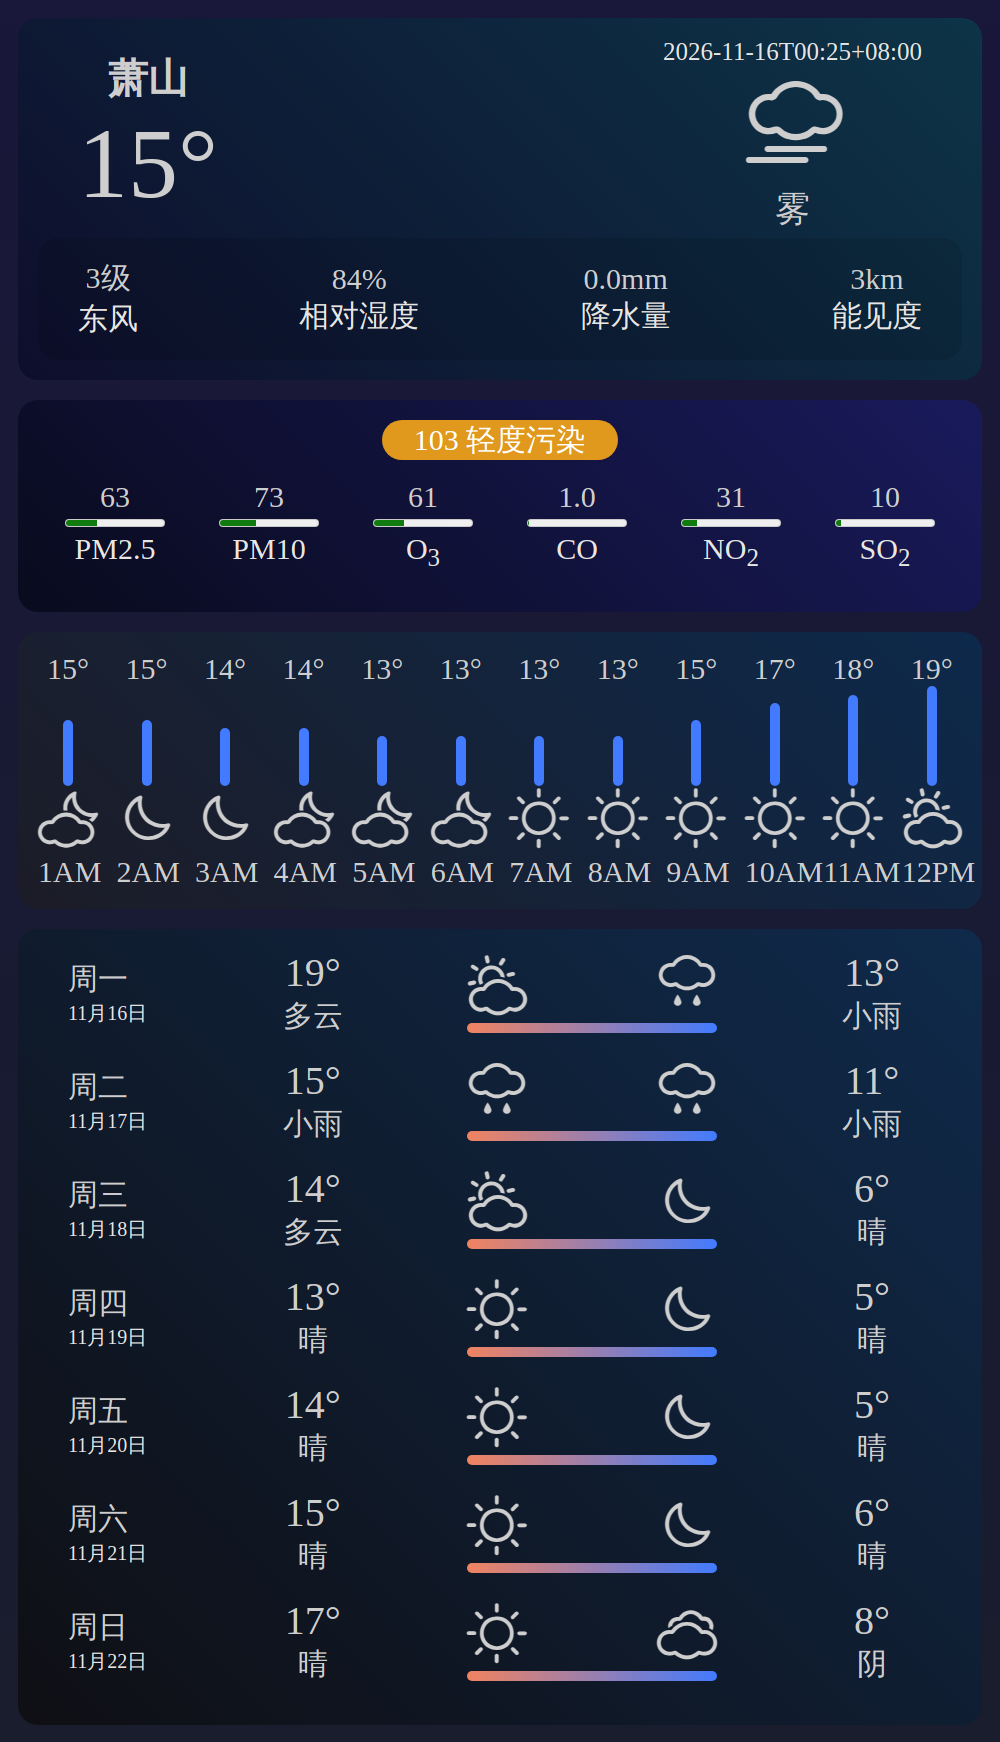 萧山
15°
2026-11-16T00:25+08:00
雾
3级 84% 0.0mm 3km
东风 相对湿度 降水量 能见度
103 轻度污染
63 73 61 1.0 31 10
PM2.5 PM10 O3 CO NO2 SO2
15° 15° 14° 14° 13° 13° 13° 13° 15° 17° 18° 19°
1AM 2AM 3AM 4AM 5AM 6AM 7AM 8AM 9AM 10AM 11AM 12PM
周一 19° 13°
11月16日 多云 小雨
周二 15° 11°
11月17日 小雨 小雨
周三 14° 6°
11月18日 多云 晴
周四 13° 5°
11月19日 晴 晴
周五 14° 5°
11月20日 晴 晴
周六 15° 6°
11月21日 晴 晴
周日 17° 8°
11月22日 晴 阴